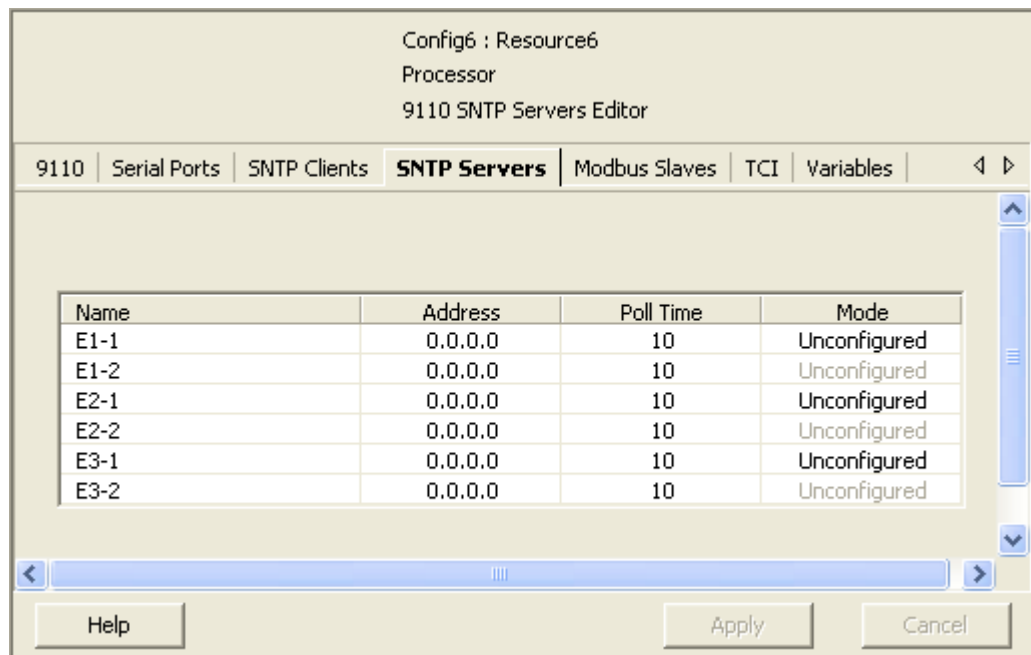 Config6 : Resource6
Processor
9110 SNTP Servers Editor
9110 Serial Ports SNTP Clients SNTP Servers Modbus Slaves TCI Variables
Name Address Poll Time Mode
E1-1 0.0.0.0 10 Unconfigured
E1-2 0.0.0.0 10 Unconfigured
E2-1 0.0.0.0 10 Unconfigured
E2-2 0.0.0.0 10 Unconfigured
E3-1 0.0.0.0 10 Unconfigured
E3-2 0.0.0.0 10 Unconfigured
Help Apply Cancel